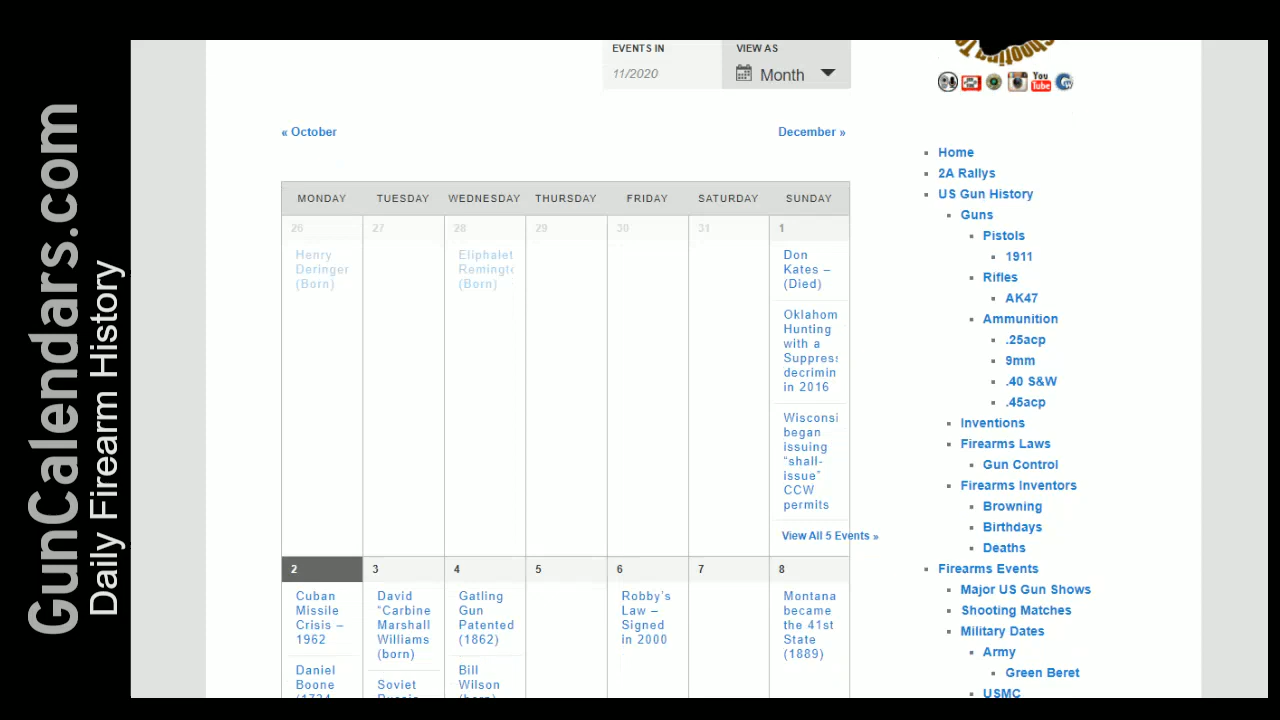 GunCalendars.com
Daily Firearm History
EVENTS IN
11/2020
VIEW AS
Month
« October
December »
MONDAY TUESDAY WEDNESDAY THURSDAY FRIDAY SATURDAY SUNDAY
26 27 28 29 30 31 1
Henry
Deringer
(Born)
Eliphalet
(Born)
Don
Kates –
(Died)
Oklahom
Hunting
with a
Suppres
decrimin
in 2016
Wisconsi
began
issuing
“shall-
issue”
CCW
permits
View All 5 Events »
2 3 4 5 6 7 8
Cuban
Missile
Crisis –
1962
Daniel
Boone
David
“Carbine
Marshall
Williams
(born)
Soviet
Gatling
Gun
Patented
(1862)
Bill
Wilson
Robby’s
Law –
Signed
in 2000
Montana
became
the 41st
State
(1889)
You
Tube
Home
2A Rallys
US Gun History
Guns
Pistols
1911
Rifles
AK47
Ammunition
.25acp
9mm
.40 S&W
.45acp
Inventions
Firearms Laws
Gun Control
Firearms Inventors
Browning
Birthdays
Deaths
Firearms Events
Major US Gun Shows
Shooting Matches
Military Dates
Army
Green Beret
USMC